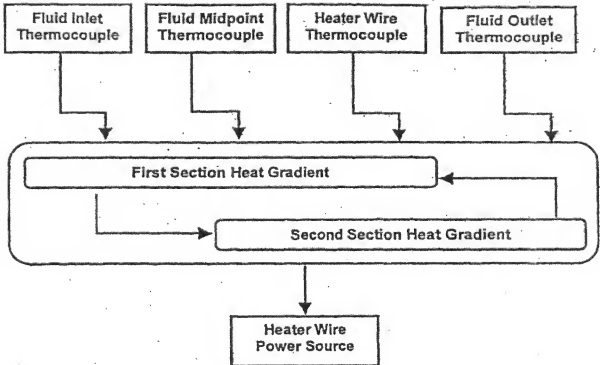 Fluid Inlet
Thermocouple
Fluid Midpoint
Thermocouple
Heater Wire
Thermocouple
Fluid Outlet
Thermocouple
First Section Heat Gradient
Second Section Heat Gradient
Heater Wire
Power Source